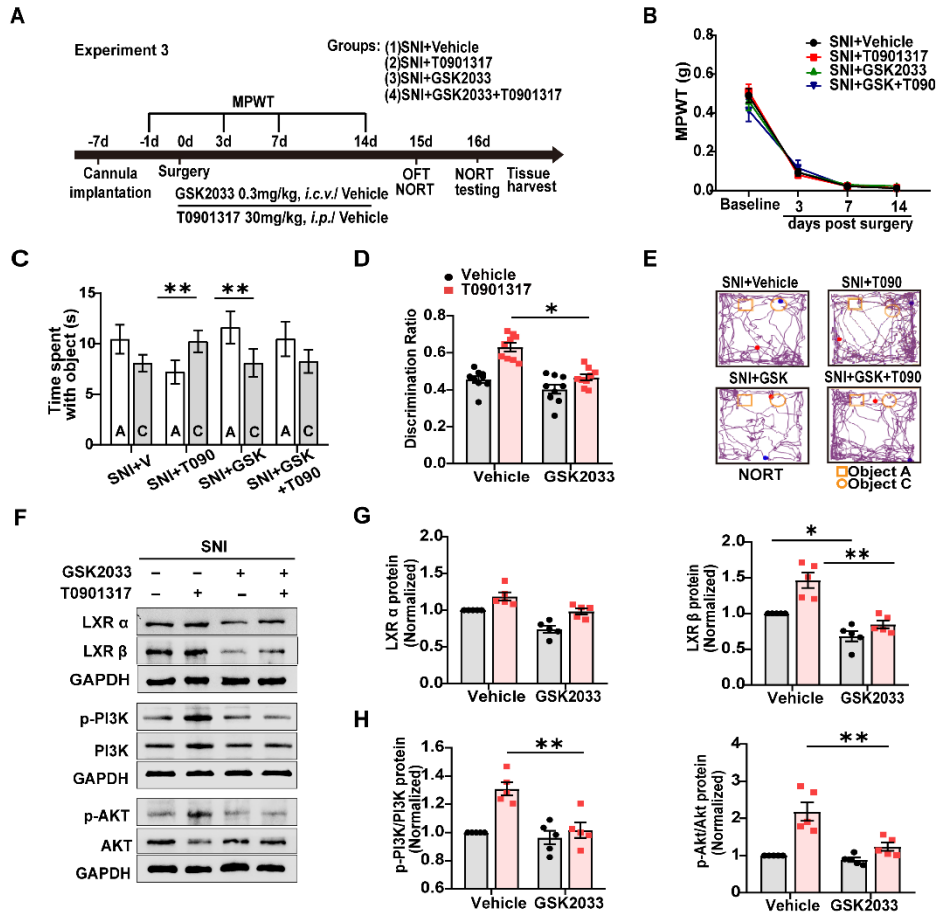 A
Experiment 3
Groups: (1)SNI+Vehicle
(2)SNI+T0901317
(3)SNI+GSK2033
(4)SNI+GSK2033+T0901317
MPWT
-7d -1d 0d 3d 7d 14d 15d 16d
Cannula implantation
Surgery
OFT NORT
NORT testing
Tissue harvest
GSK2033 0.3mg/kg, i.c.v./ Vehicle
T0901317 30mg/kg, i.p./ Vehicle
B
MPWT (g)
0.8
0.6
0.4
0.2
0.0
Baseline 3 7 14
days post surgery
SNI+Vehicle
SNI+T0901317
SNI+GSK2033
SNI+GSK+T090
C
Time spent with object (s)
15
10
5
0
** **
A C A C A C A C
SNI+V
SNI+T090
SNI+GSK
SNI+GSK +T090
D
Vehicle
T0901317
Discrimination Ratio
0.8
0.6
0.4
0.2
*
Vehicle GSK2033
E
SNI+Vehicle SNI+T090
SNI+GSK SNI+GSK+T090
NORT
Object A
Object C
F
SNI
GSK2033 – – + +
T0901317 – + – +
LXR α
LXR β
GAPDH
p-PI3K
PI3K
GAPDH
p-AKT
AKT
GAPDH
G
LXR α protein (Normalized)
2.0
1.5
1.0
0.5
0.0
Vehicle GSK2033
LXR β protein (Normalized)
2.0
1.5
1.0
0.5
0.0
* **
Vehicle GSK2033
H
p-PI3K/PI3K protein (Normalized)
1.6
1.4
1.2
1.0
0.8
0.6
**
Vehicle GSK2033
p-Akt/Akt protein (Normalized)
4
3
2
1
0
**
Vehicle GSK2033